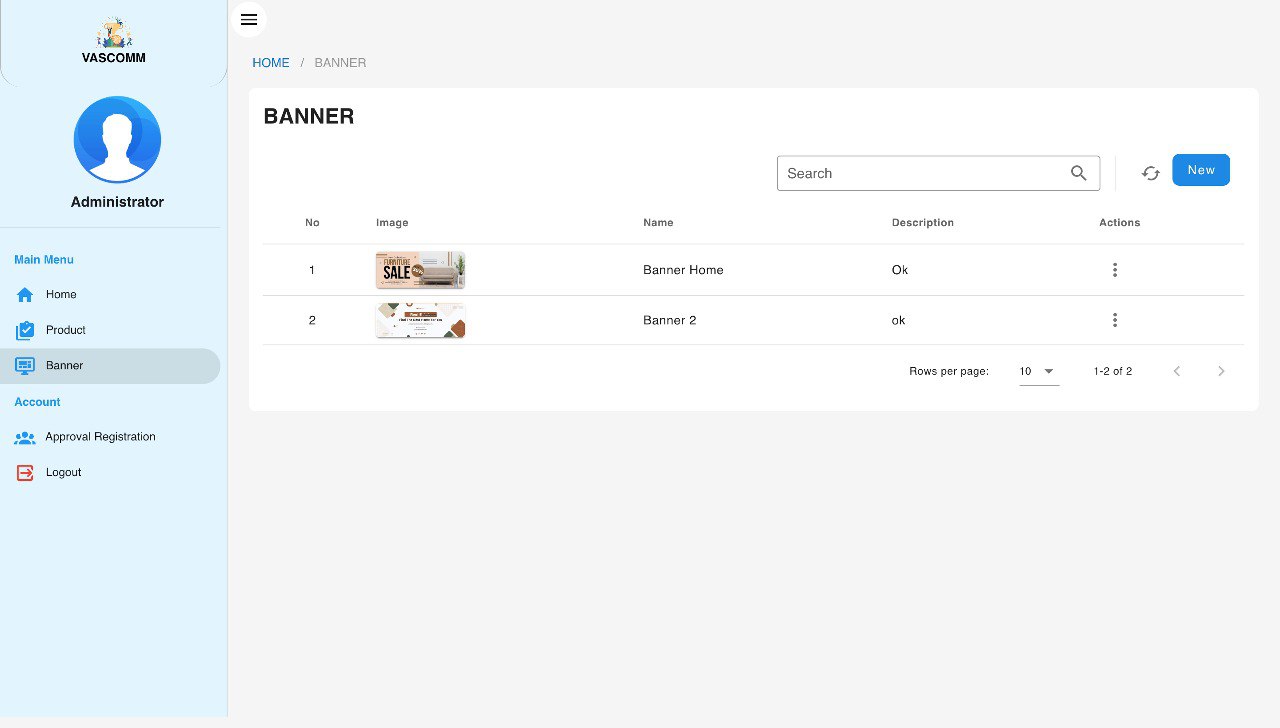 VASCOMM
Administrator
Main Menu
Home
Product
Banner
Account
Approval Registration
Logout
HOME / BANNER
BANNER
Search
New
No Image Name Description Actions
1 FURNITURE SALE Banner Home Ok
2 Banner 2 ok
Rows per page: 10 1-2 of 2